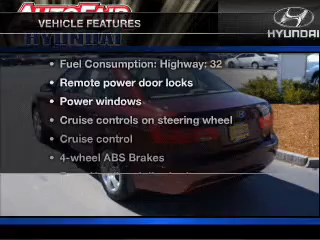 AutoFair
HYUNDAI
VEHICLE FEATURES
HYUNDAI
• Fuel Consumption: Highway: 32
• Remote power door locks
• Power windows
• Cruise controls on steering wheel
• Cruise control
• 4-wheel ABS Brakes